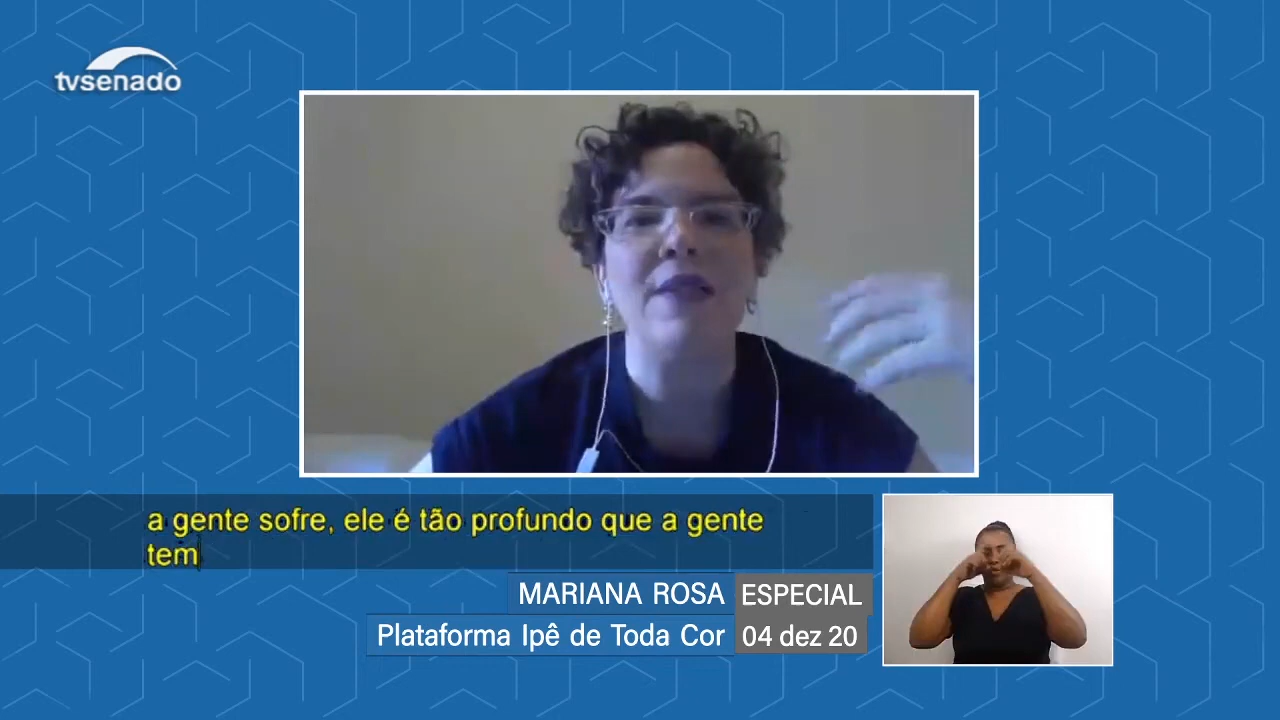 tvsenado
a gente sofre, ele é tão profundo que a gente
tem
MARIANA ROSA ESPECIAL
Plataforma Ipê de Toda Cor 04 dez 20